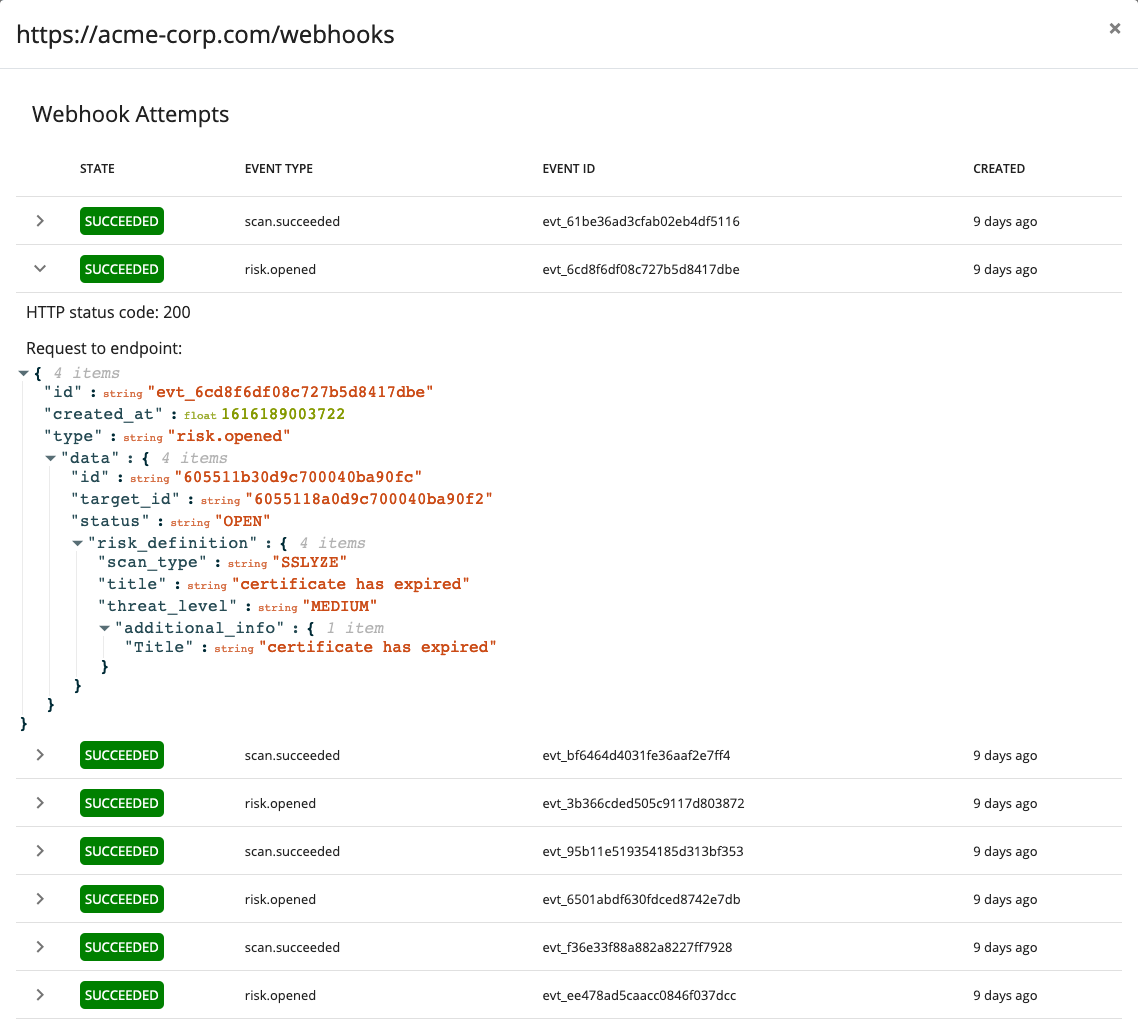 https://acme-corp.com/webhooks ×
Webhook Attempts
STATE EVENT TYPE EVENT ID CREATED
SUCCEEDED scan.succeeded evt_61be36ad3cfab02eb4df5116 9 days ago
SUCCEEDED risk.opened evt_6cd8f6df08c727b5d8417dbe 9 days ago
HTTP status code: 200
Request to endpoint:
{ 4 items
"id" : string "evt_6cd8f6df08c727b5d8417dbe"
"created_at" : float 1616189003722
"type" : string "risk.opened"
"data" : { 4 items
"id" : string "605511b30d9c700040ba90fc"
"target_id" : string "6055118a0d9c700040ba90f2"
"status" : string "OPEN"
"risk_definition" : { 4 items
"scan_type" : string "SSLYZE"
"title" : string "certificate has expired"
"threat_level" : string "MEDIUM"
"additional_info" : { 1 item
"Title" : string "certificate has expired"
}
}
}
}
SUCCEEDED scan.succeeded evt_bf6464d4031fe36aaf2e7ff4 9 days ago
SUCCEEDED risk.opened evt_3b366cded505c9117d803872 9 days ago
SUCCEEDED scan.succeeded evt_95b11e519354185d313bf353 9 days ago
SUCCEEDED risk.opened evt_6501abdf630fdced8742e7db 9 days ago
SUCCEEDED scan.succeeded evt_f36e33f88a882a8227ff7928 9 days ago
SUCCEEDED risk.opened evt_ee478ad5caacc0846f037dcc 9 days ago